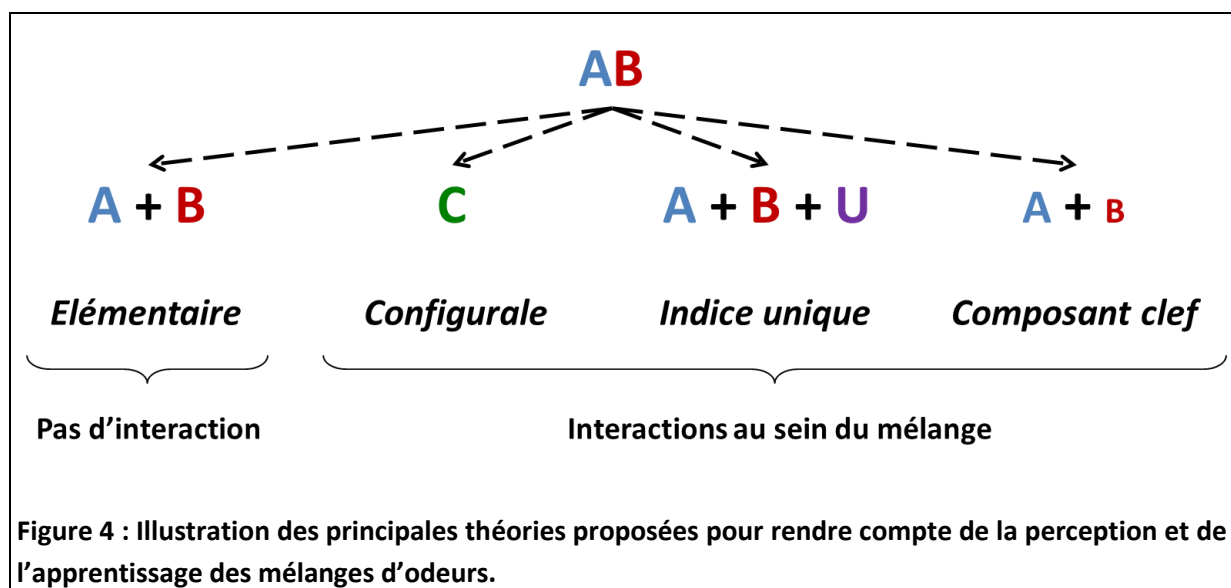 AB
A + B C A + B + U A + B
Elémentaire Configurale Indice unique Composant clef
Pas d’interaction Interactions au sein du mélange
Figure 4 : Illustration des principales théories proposées pour rendre compte de la perception et de
l’apprentissage des mélanges d’odeurs.